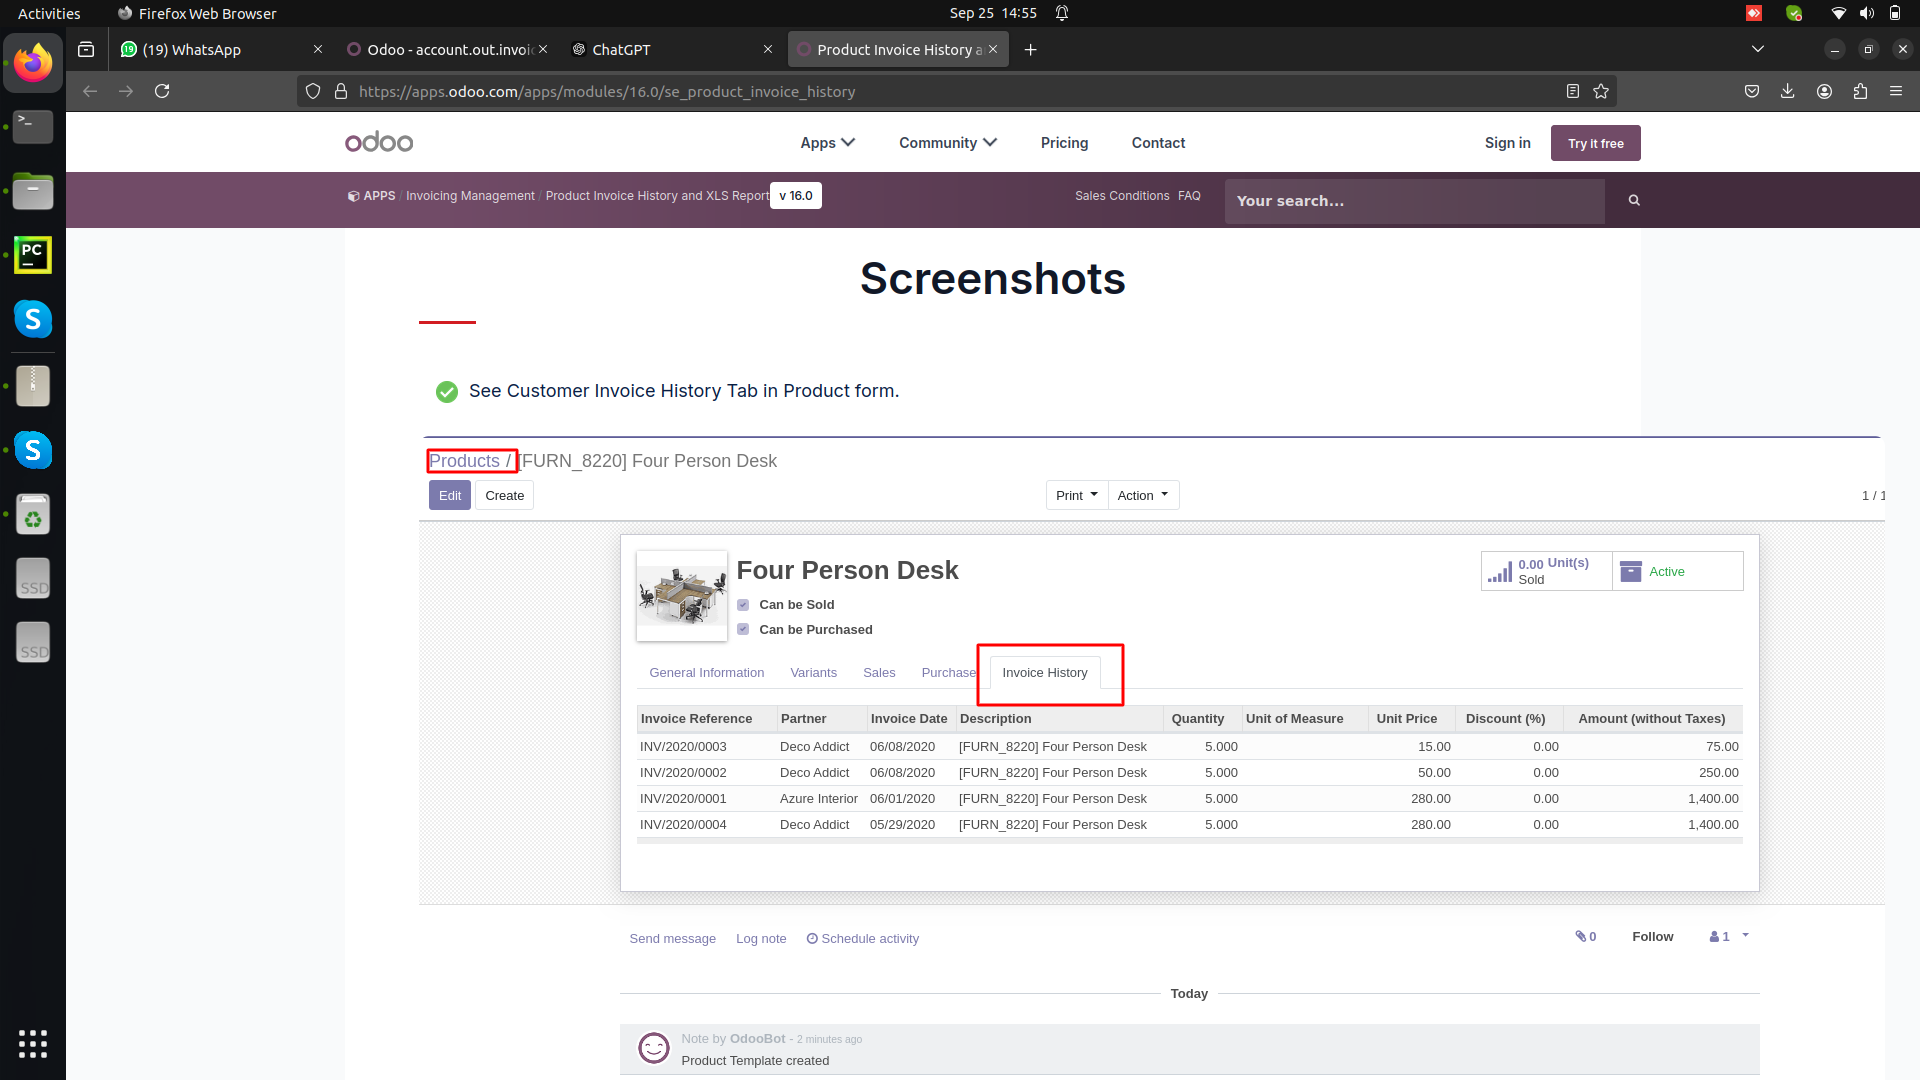 Activities
Firefox Web Browser
Sep 25 14:55
(19) WhatsApp
Odoo - account.out.invoic
ChatGPT
Product Invoice History a
https://apps.odoo.com/apps/modules/16.0/se_product_invoice_history
odoo
Apps
Community
Pricing
Contact
Sign in
Try it free
APPS / Invoicing Management / Product Invoice History and XLS Report
v 16.0
Sales Conditions
FAQ
Your search...
Screenshots
See Customer Invoice History Tab in Product form.
Products / [FURN_8220] Four Person Desk
Edit
Create
Print
Action
1 / 1
Four Person Desk
0.00 Unit(s)
Sold
Active
Can be Sold
Can be Purchased
General Information
Variants
Sales
Purchase
Invoice History
Invoice Reference Partner Invoice Date Description Quantity Unit of Measure Unit Price Discount (%) Amount (without Taxes)
INV/2020/0003 Deco Addict 06/08/2020 [FURN_8220] Four Person Desk 5.000 15.00 0.00 75.00
INV/2020/0002 Deco Addict 06/08/2020 [FURN_8220] Four Person Desk 5.000 50.00 0.00 250.00
INV/2020/0001 Azure Interior 06/01/2020 [FURN_8220] Four Person Desk 5.000 280.00 0.00 1,400.00
INV/2020/0004 Deco Addict 05/29/2020 [FURN_8220] Four Person Desk 5.000 280.00 0.00 1,400.00
Send message
Log note
Schedule activity
0
Follow
1
Today
Note by OdooBot - 2 minutes ago
Product Template created
PC
S
S
SSD
SSD